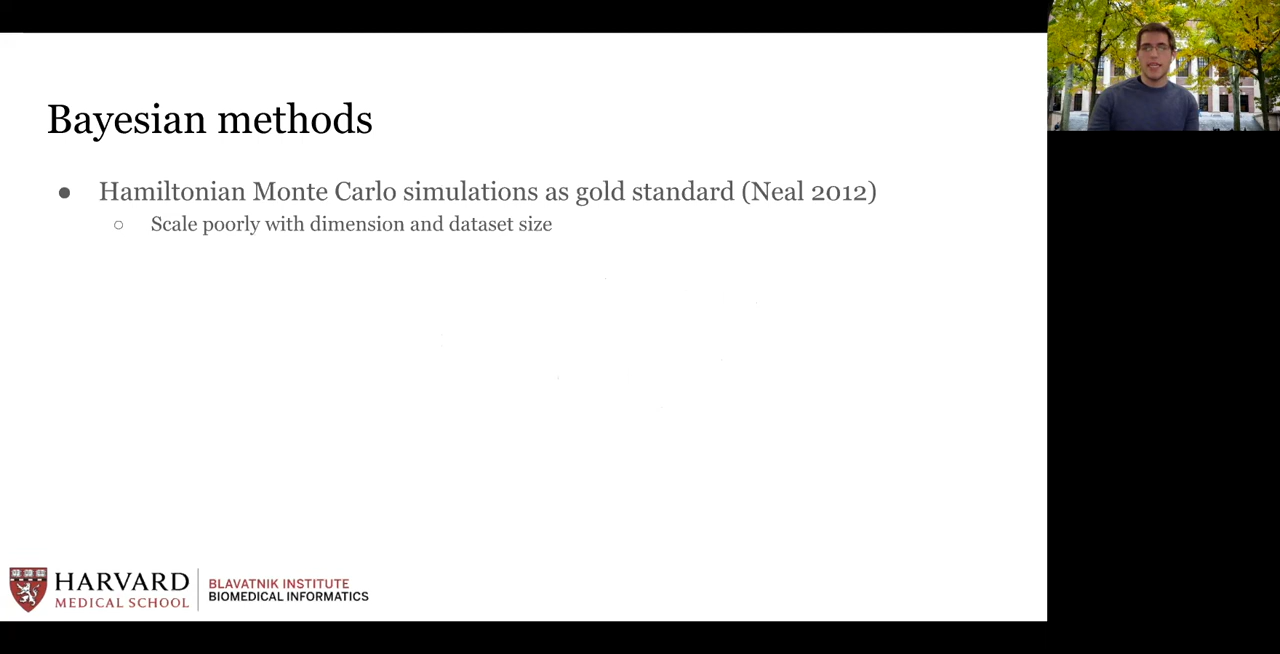 Bayesian methods
● Hamiltonian Monte Carlo simulations as gold standard (Neal 2012)
○ Scale poorly with dimension and dataset size
HARVARD
MEDICAL SCHOOL
BLAVATNIK INSTITUTE
BIOMEDICAL INFORMATICS